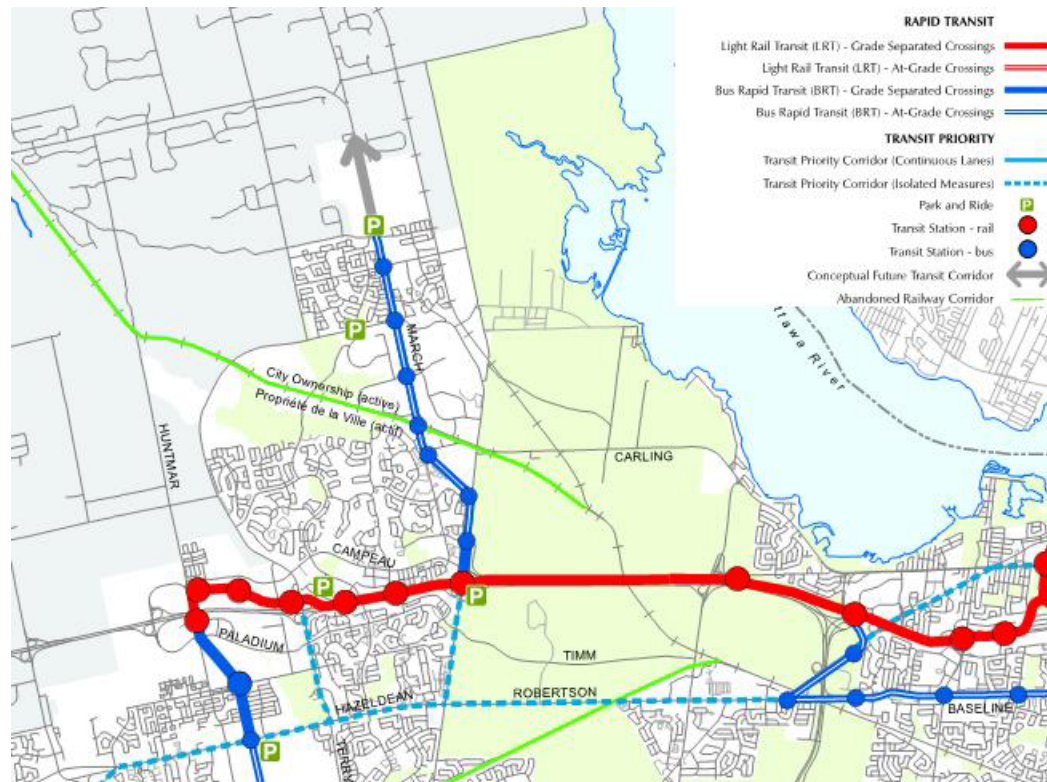 RAPID TRANSIT
Light Rail Transit (LRT) - Grade Separated Crossings
Light Rail Transit (LRT) - At-Grade Crossings
Bus Rapid Transit (BRT) - Grade Separated Crossings
Bus Rapid Transit (BRT) - At-Grade Crossings
TRANSIT PRIORITY
Transit Priority Corridor (Continuous Lanes)
Transit Priority Corridor (Isolated Measures)
P
Park and Ride
Transit Station - rail
Transit Station - bus
Conceptual Future Transit Corridor
Abandoned Railway Corridor
P
P
MARCH
ttawa River
City Ownership (active)
Propriété de la Ville (actif)
HUNTMAR
CARLING
CAMPEAU
P
P
PALADIUM
TIMM
HAZELDEAN
ROBERTSON
BASELINE
P
TERRY